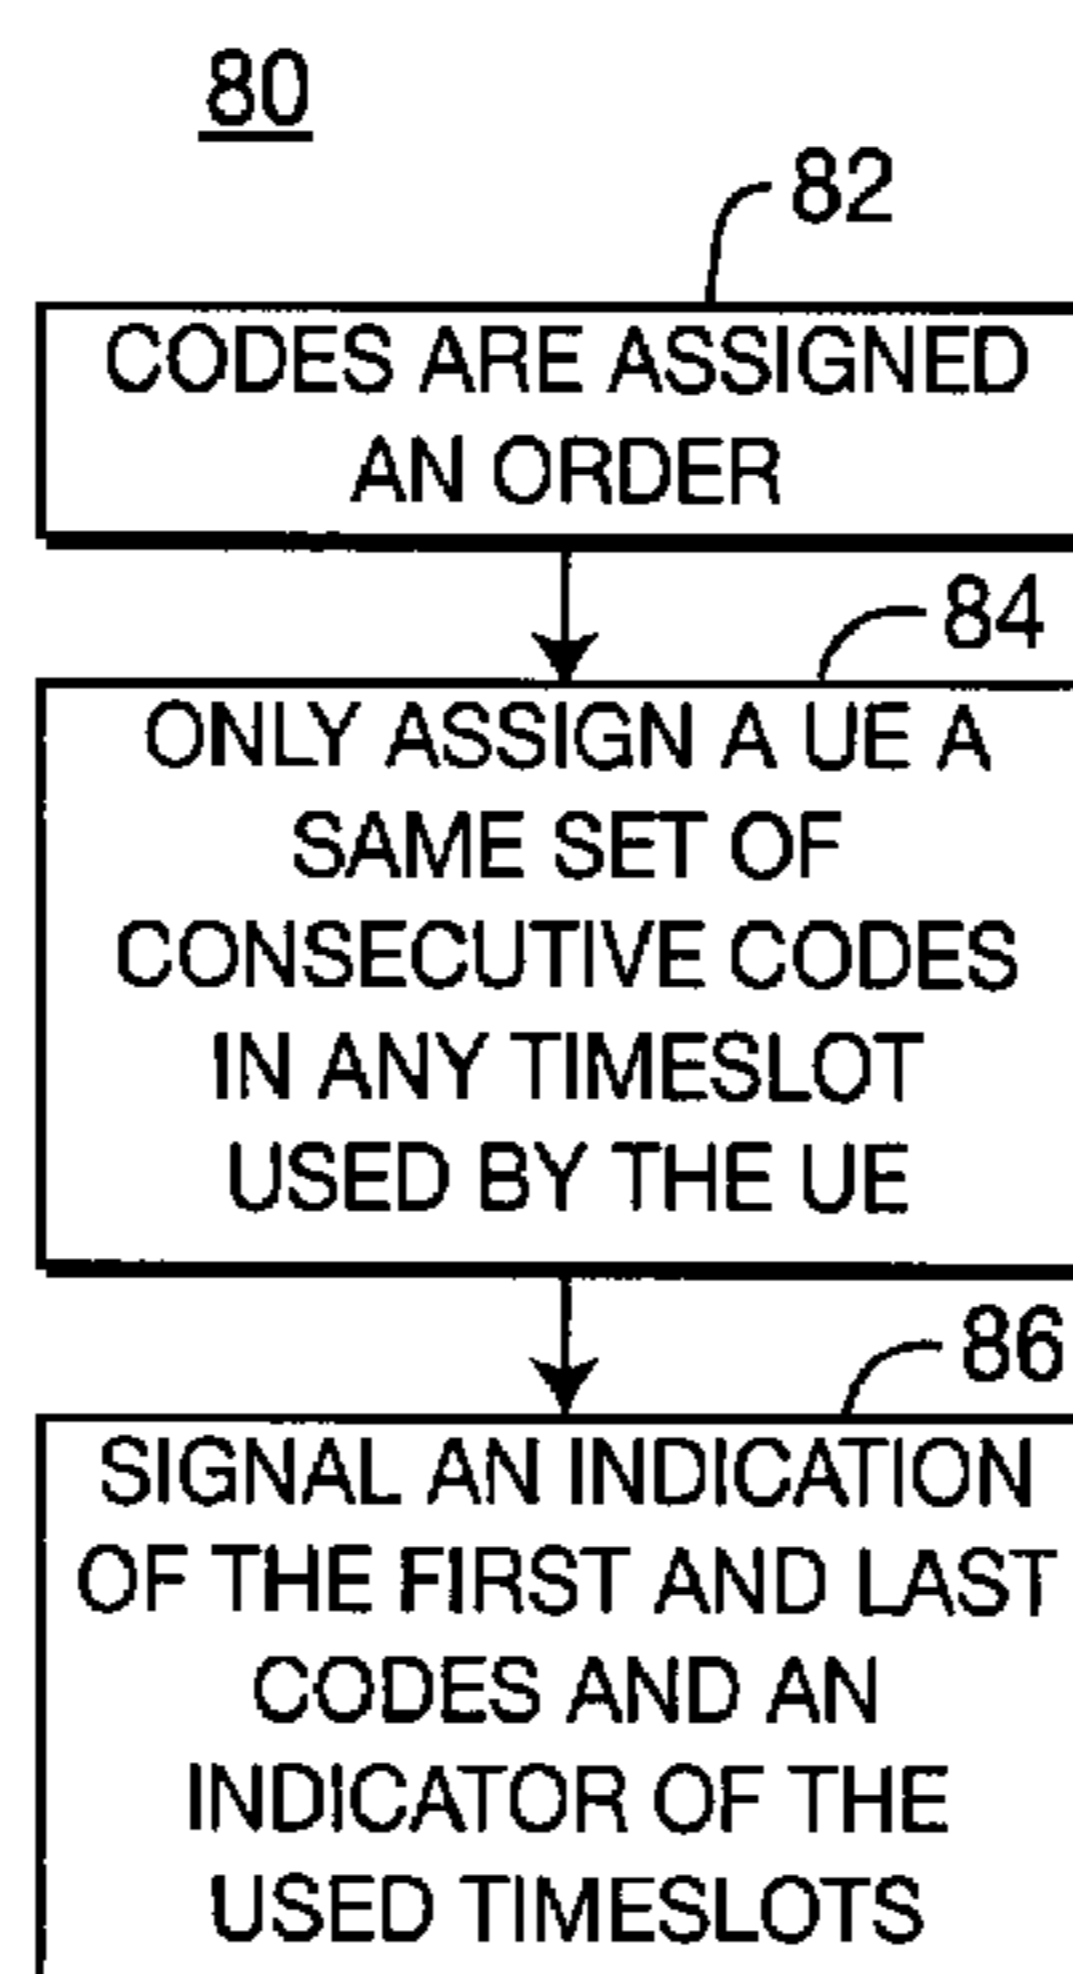 80
82
CODES ARE ASSIGNED
AN ORDER
84
ONLY ASSIGN A UE A
SAME SET OF
CONSECUTIVE CODES
IN ANY TIMESLOT
USED BY THE UE
86
SIGNAL AN INDICATION
OF THE FIRST AND LAST
CODES AND AN
INDICATOR OF THE
USED TIMESLOTS